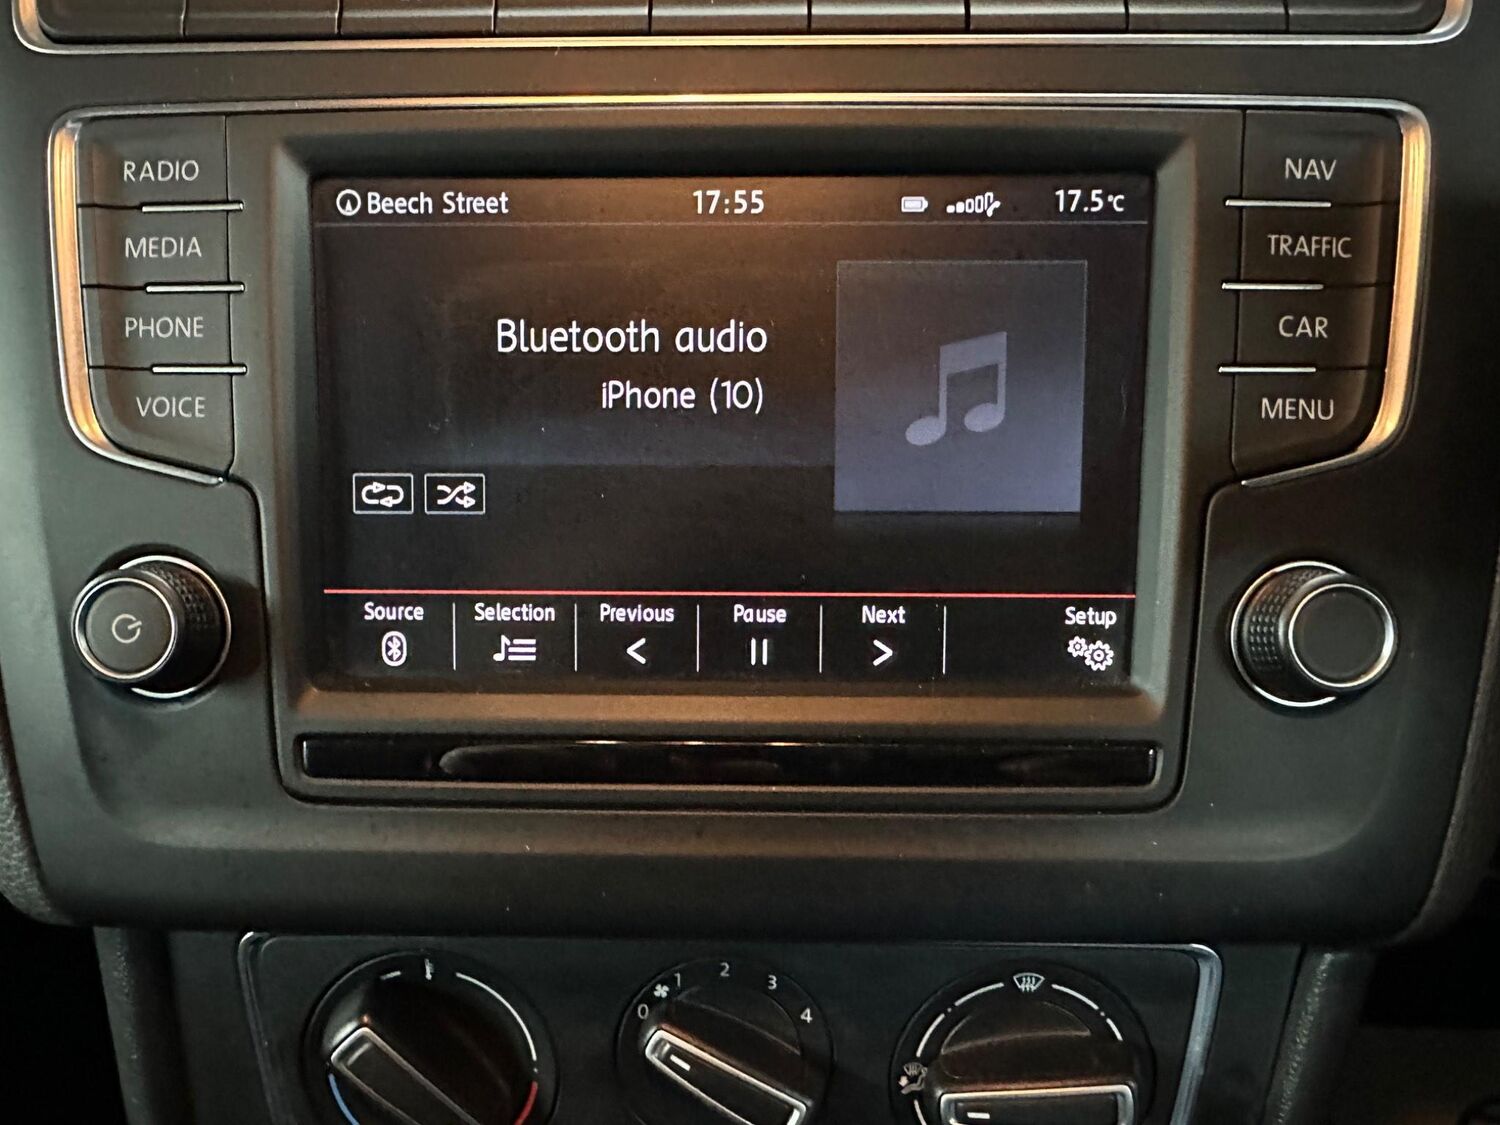 RADIO
MEDIA
PHONE
VOICE
Beech Street 17:55 17.5°C
Bluetooth audio
iPhone (10)
Source Selection Previous Pause Next Setup
NAV
TRAFFIC
CAR
MENU
0 1 2 3 4